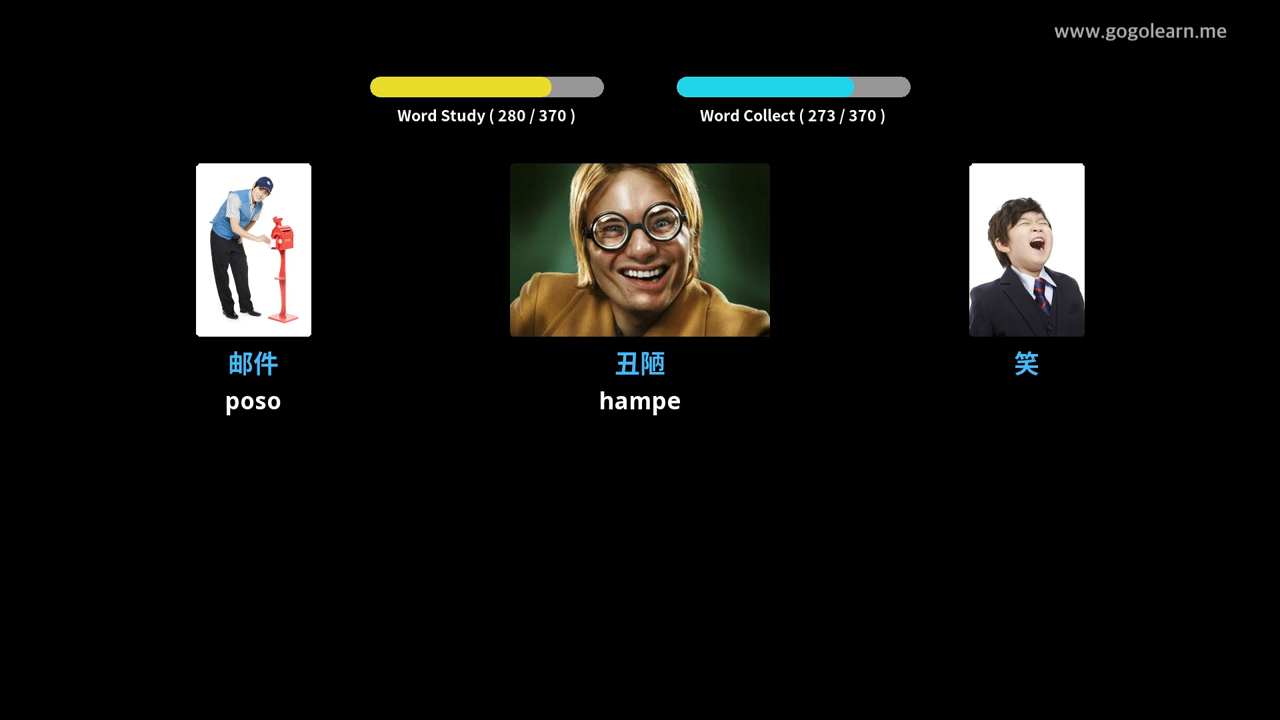 www.gogolearn.me
Word Study ( 280 / 370 )
Word Collect ( 273 / 370 )
邮件
丑陋
笑
poso
hampe